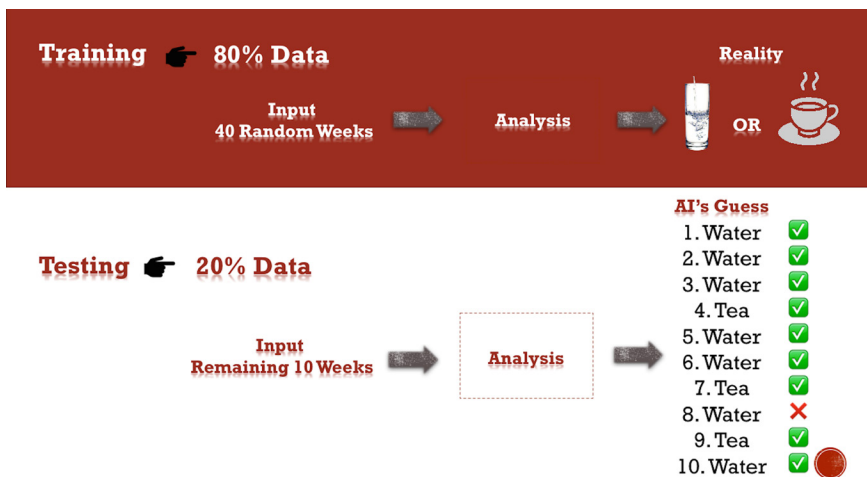 Training 80% Data
Reality
Input
40 Random Weeks
Analysis
OR
AI's Guess
1. Water
2. Water
3. Water
4. Tea
5. Water
6. Water
7. Tea
8. Water
9. Tea
10. Water
Testing 20% Data
Input
Remaining 10 Weeks
Analysis